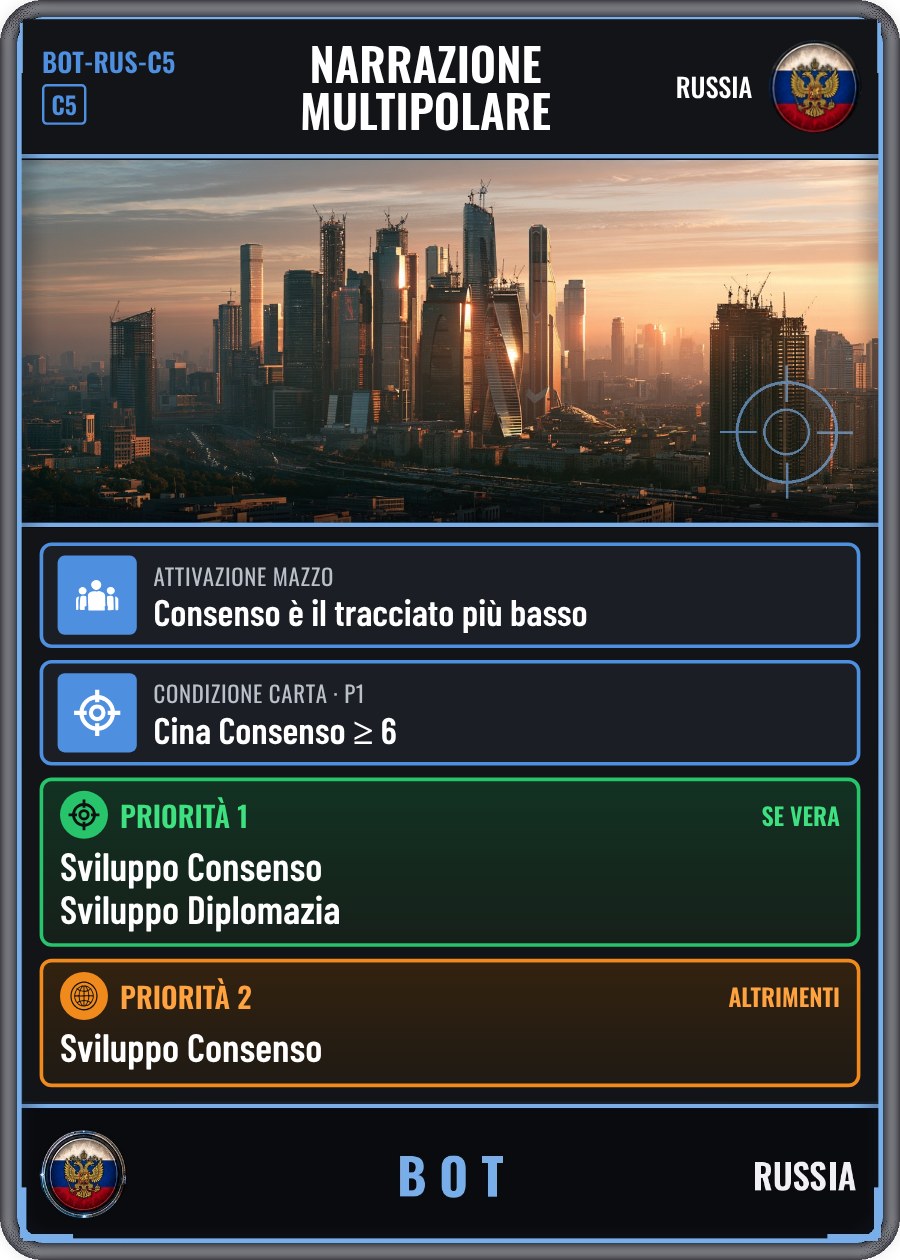 BOT-RUS-C5
C5
NARRAZIONE
MULTIPOLARE
RUSSIA
ATTIVAZIONE MAZZO
Consenso è il tracciato più basso
CONDIZIONE CARTA · P1
Cina Consenso ≥ 6
PRIORITÀ 1
SE VERA
Sviluppo Consenso
Sviluppo Diplomazia
PRIORITÀ 2
ALTRIMENTI
Sviluppo Consenso
BOT
RUSSIA